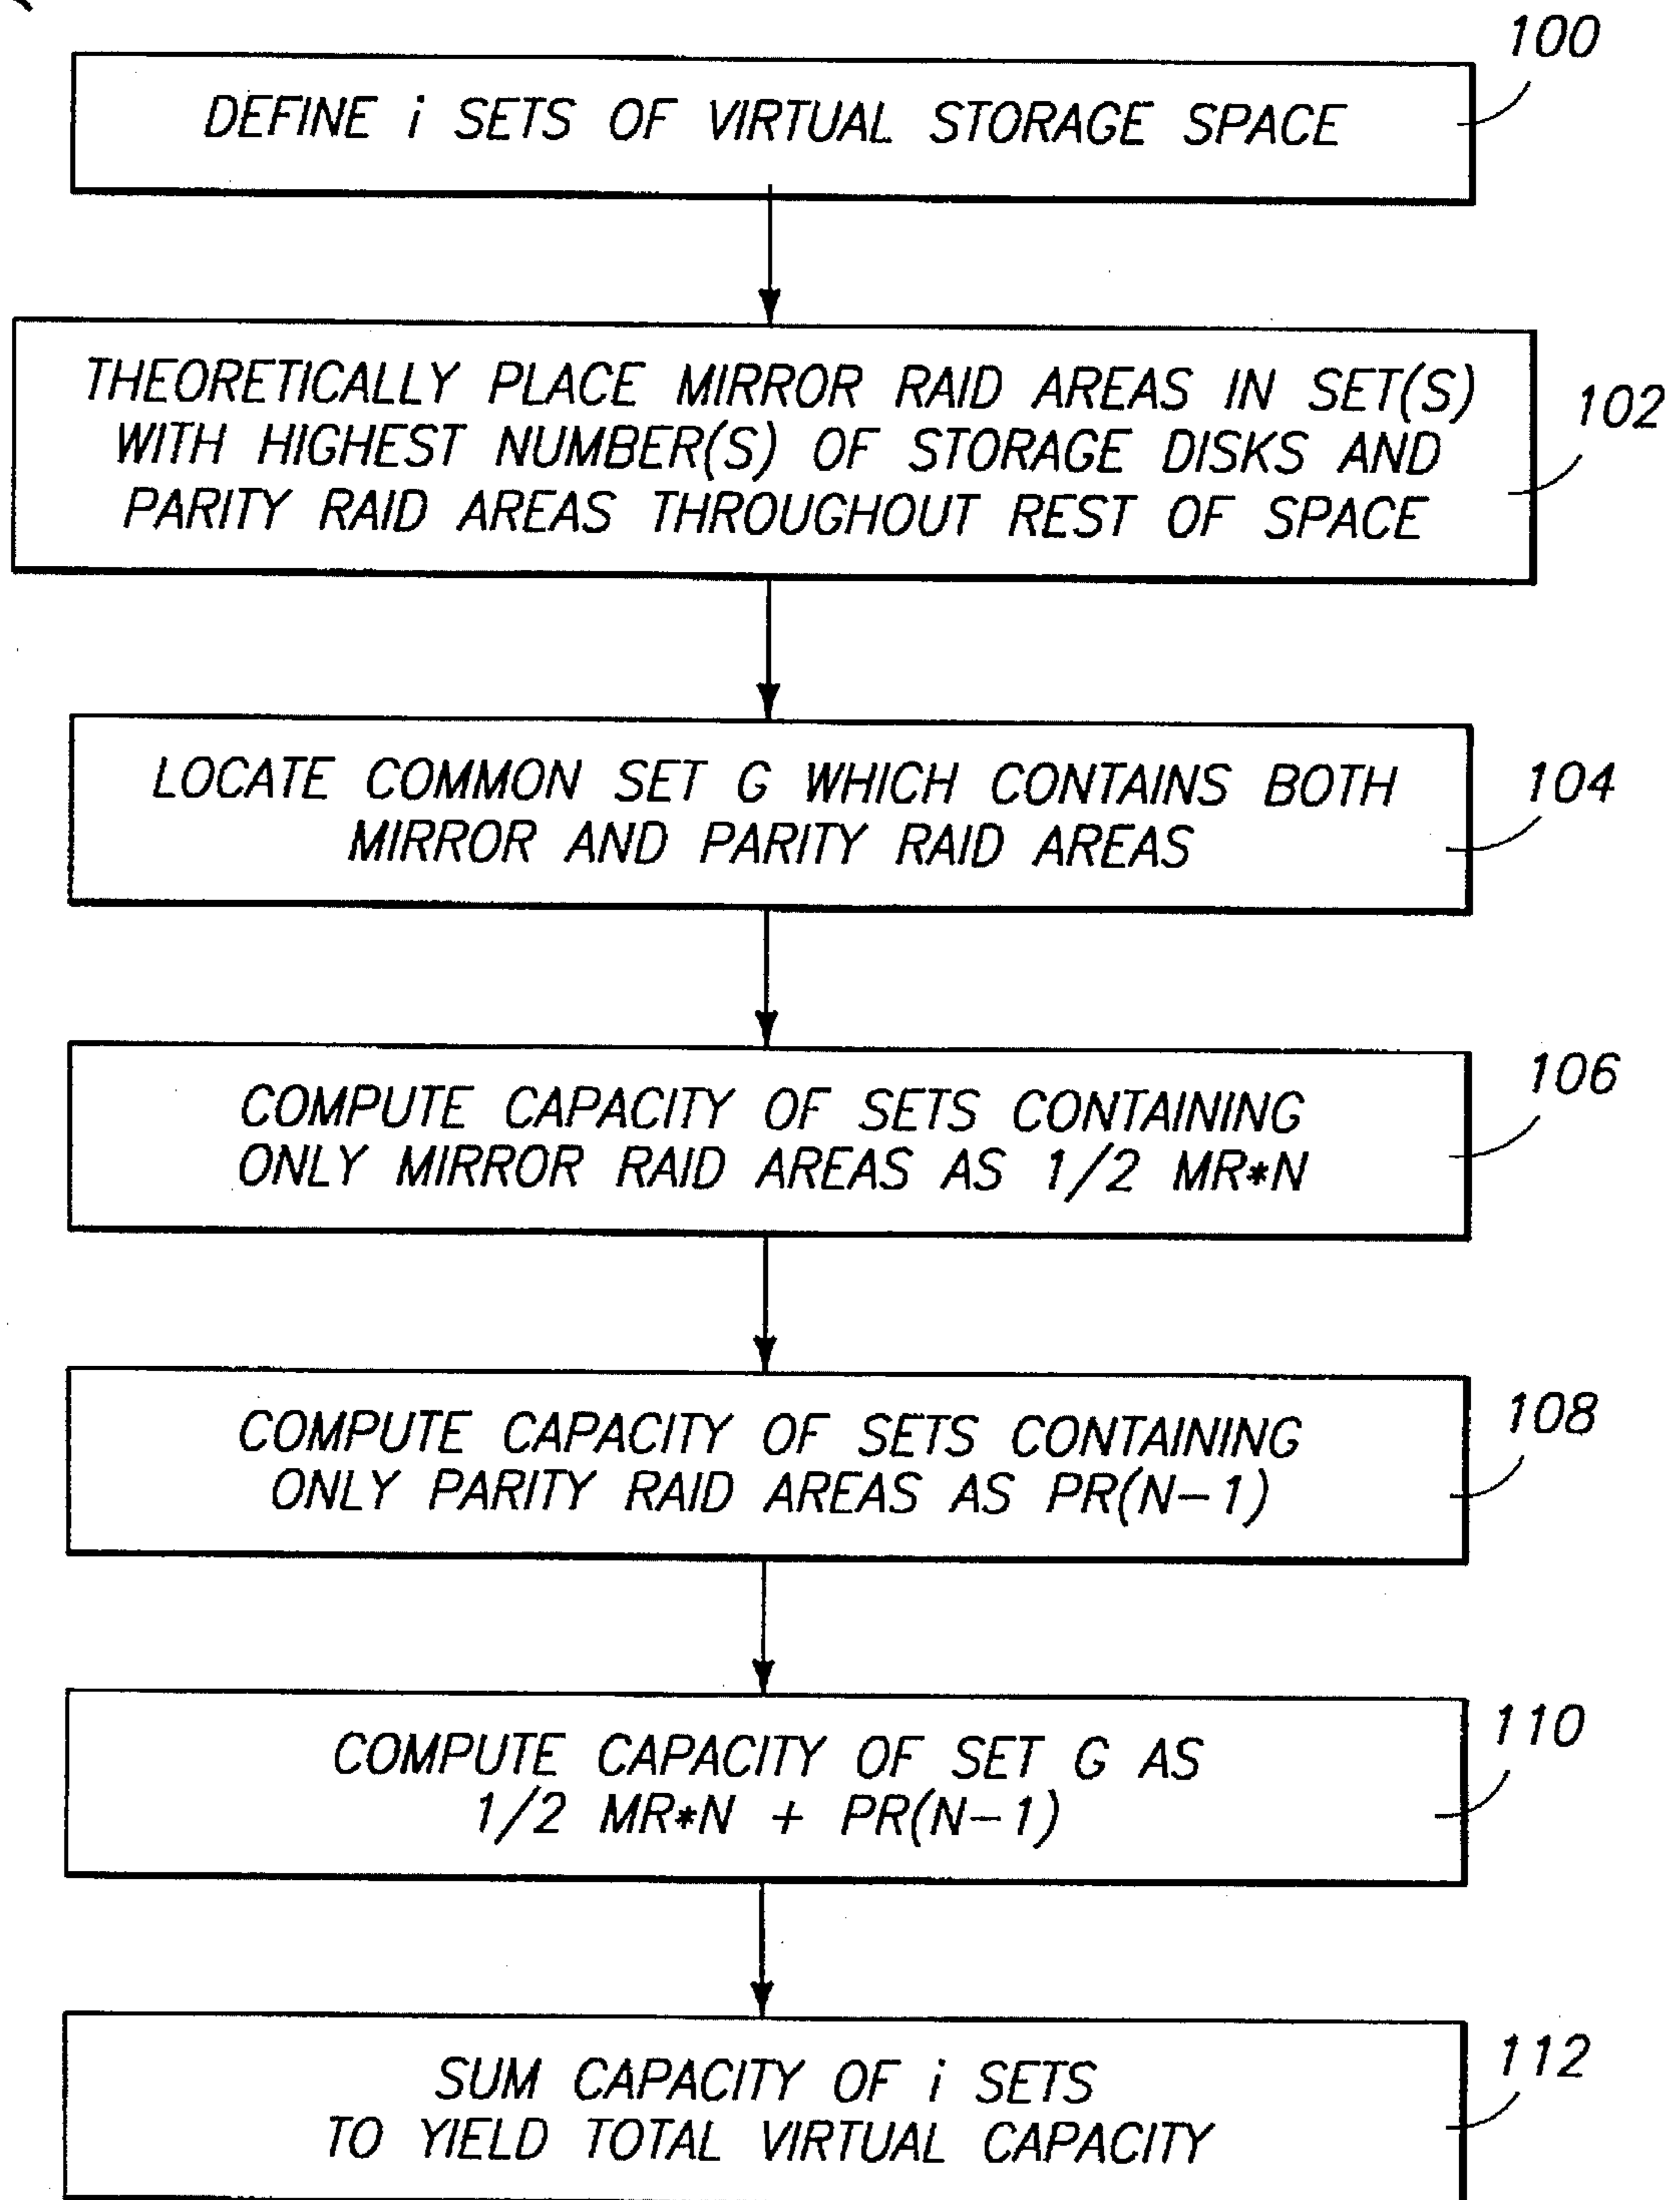 100
DEFINE i SETS OF VIRTUAL STORAGE SPACE
THEORETICALLY PLACE MIRROR RAID AREAS IN SET(S)
WITH HIGHEST NUMBER(S) OF STORAGE DISKS AND
PARITY RAID AREAS THROUGHOUT REST OF SPACE
102
LOCATE COMMON SET G WHICH CONTAINS BOTH
MIRROR AND PARITY RAID AREAS
104
COMPUTE CAPACITY OF SETS CONTAINING
ONLY MIRROR RAID AREAS AS 1/2 MR*N
106
COMPUTE CAPACITY OF SETS CONTAINING
ONLY PARITY RAID AREAS AS PR(N-1)
108
COMPUTE CAPACITY OF SET G AS
1/2 MR*N + PR(N-1)
110
SUM CAPACITY OF i SETS
TO YIELD TOTAL VIRTUAL CAPACITY
112